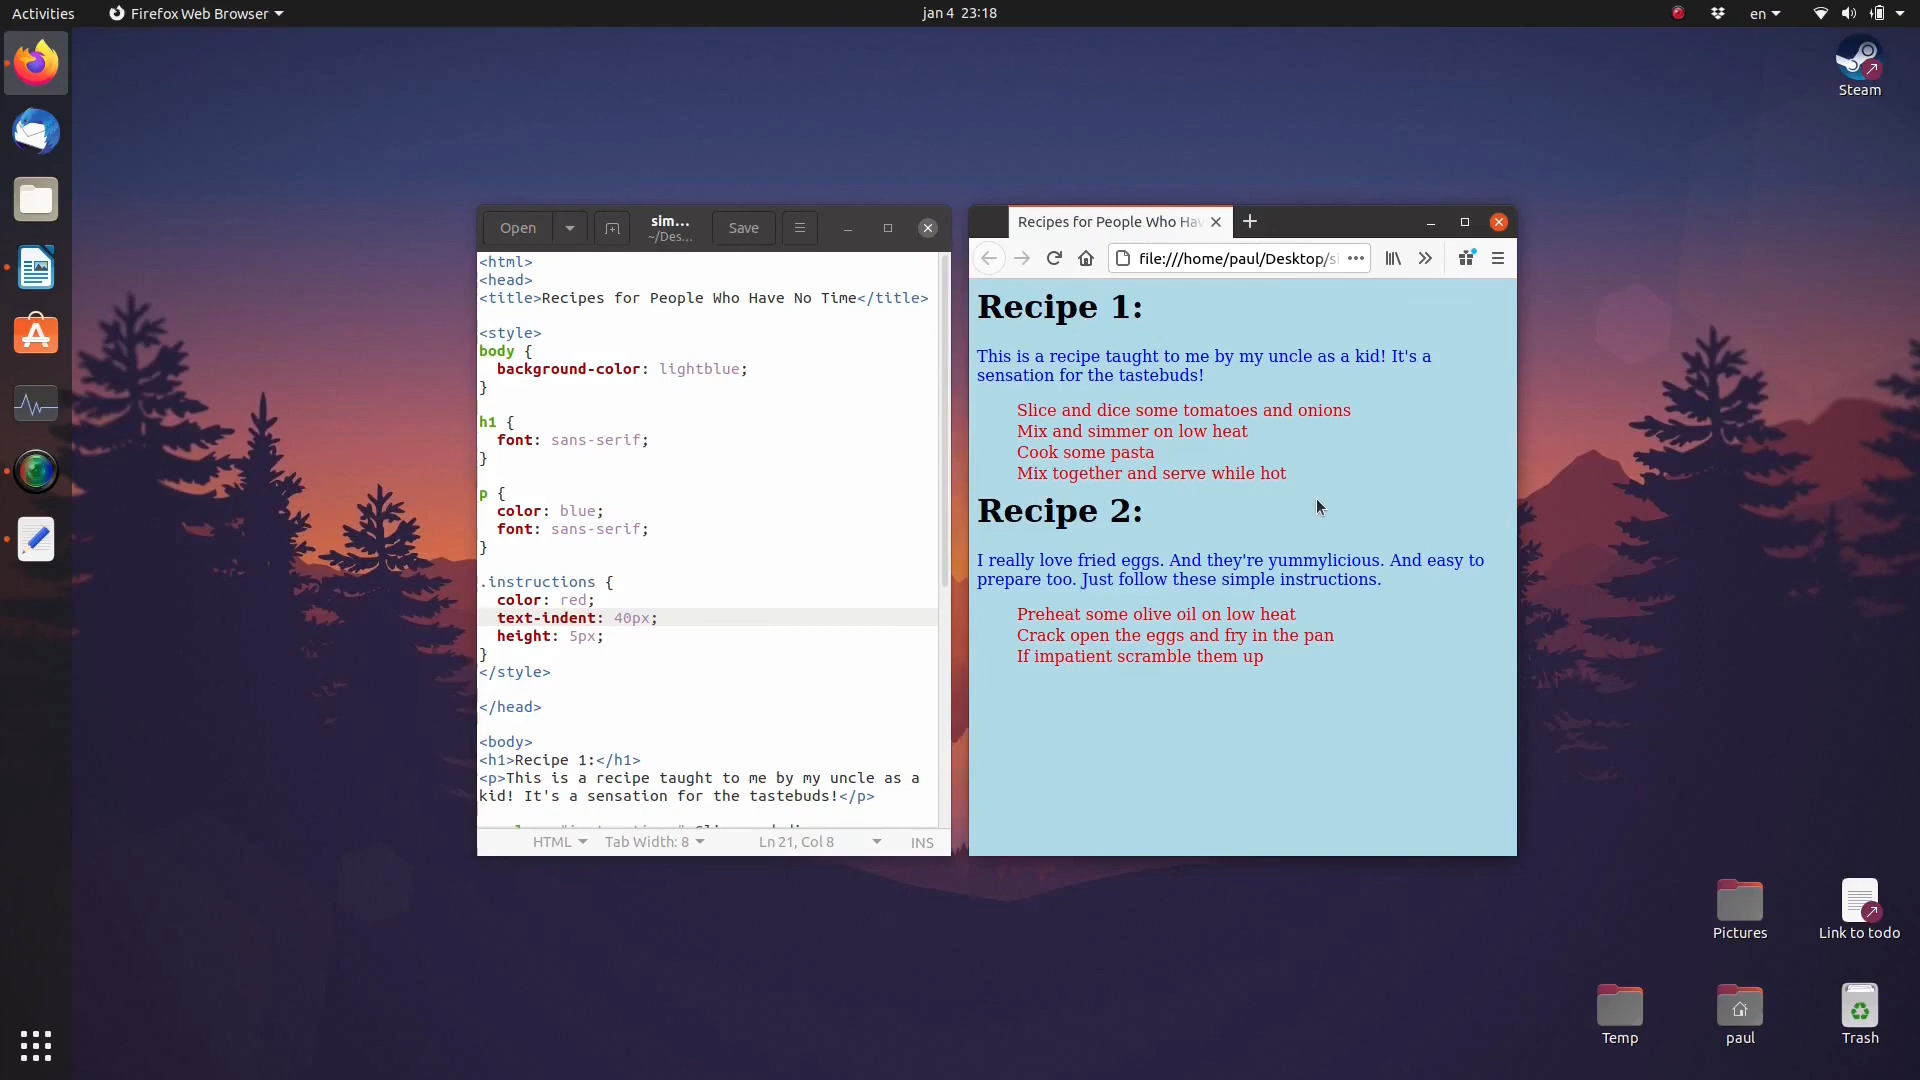 Activities
Firefox Web Browser
jan 4 23:18
en
Steam
Open
sim...
~/Des...
Save
<html>
<head>
<title>Recipes for People Who Have No Time</title>
<style>
body {
background-color: lightblue;
}
h1 {
font: sans-serif;
}
p {
color: blue;
font: sans-serif;
}
.instructions {
color: red;
text-indent: 40px;
height: 5px;
}
</style>
</head>
<body>
<h1>Recipe 1:</h1>
<p>This is a recipe taught to me by my uncle as a
kid! It's a sensation for the tastebuds!</p>
HTML
Tab Width: 8
Ln 21, Col 8
INS
Recipes for People Who Hav
file:///home/paul/Desktop/si
Recipe 1:
This is a recipe taught to me by my uncle as a kid! It's a
sensation for the tastebuds!
Slice and dice some tomatoes and onions
Mix and simmer on low heat
Cook some pasta
Mix together and serve while hot
Recipe 2:
I really love fried eggs. And they're yummylicious. And easy to
prepare too. Just follow these simple instructions.
Preheat some olive oil on low heat
Crack open the eggs and fry in the pan
If impatient scramble them up
Pictures
Link to todo
Temp
paul
Trash